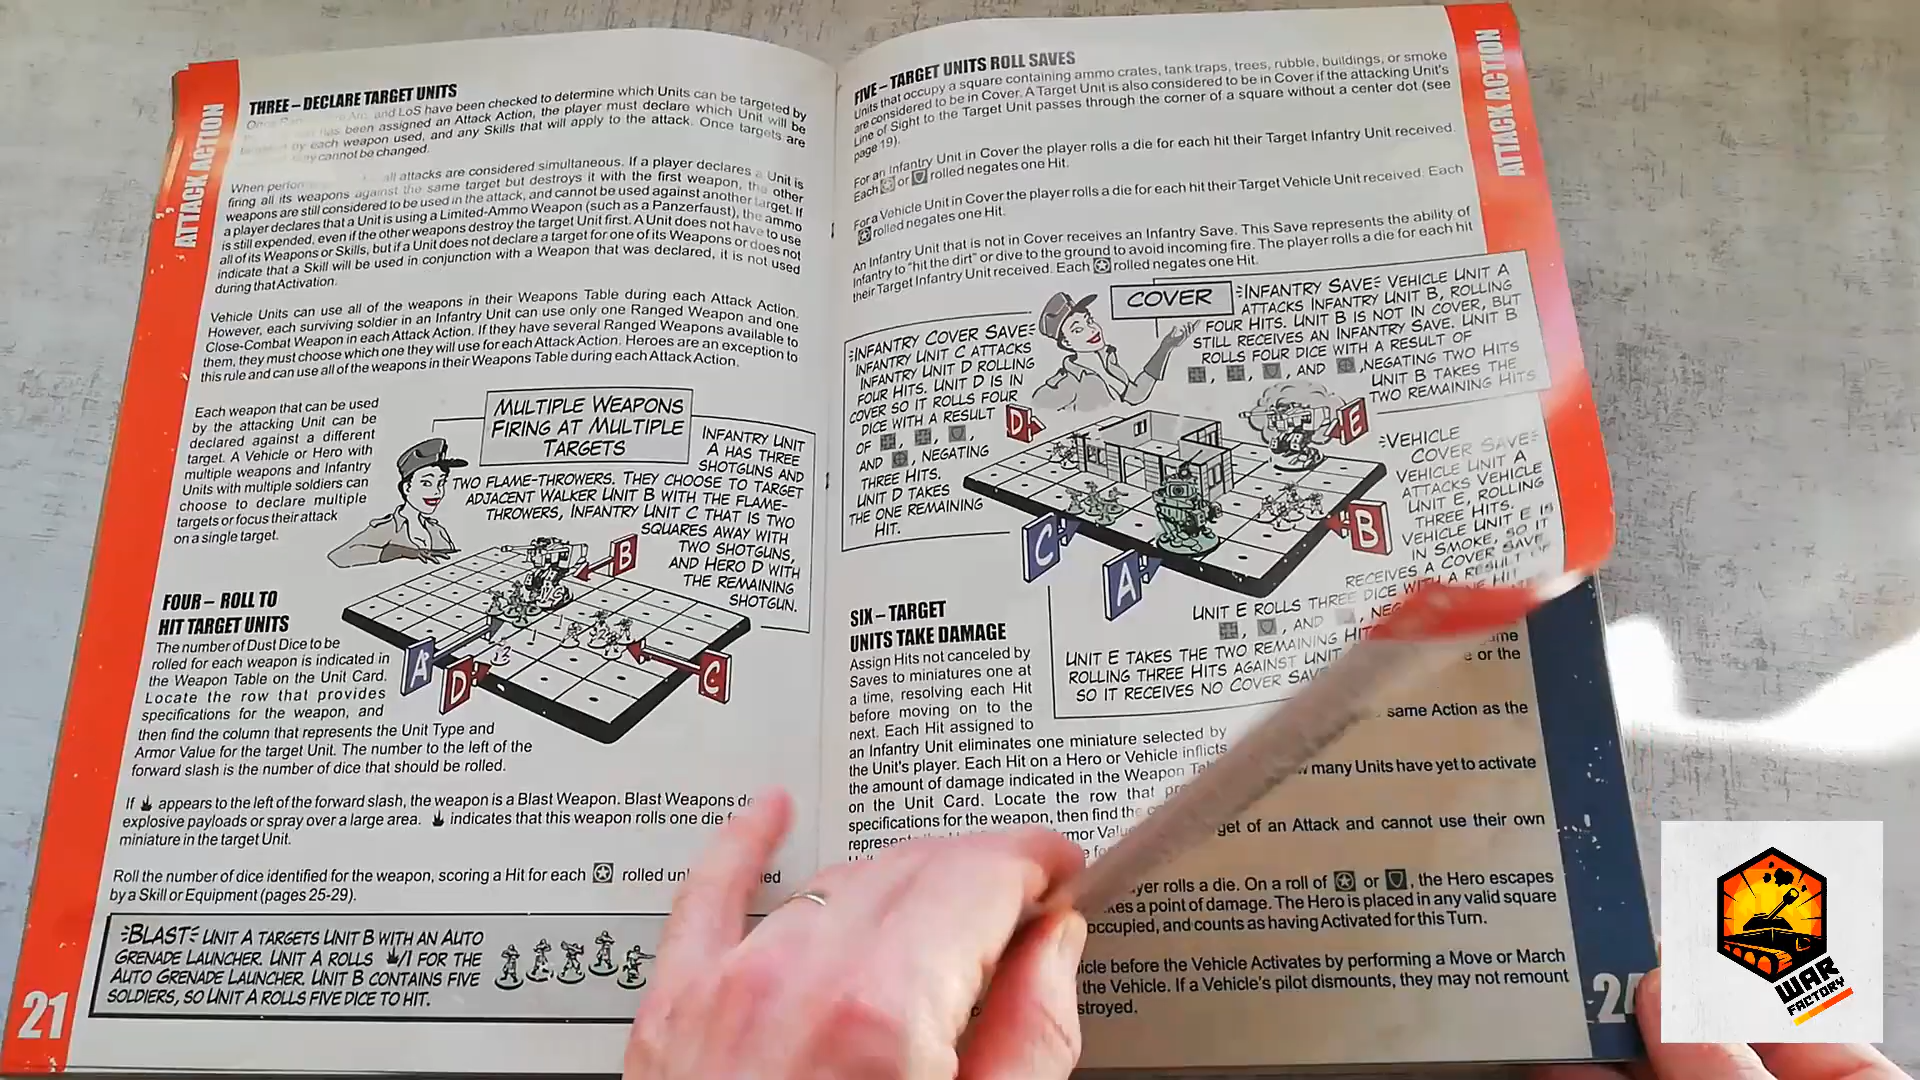 ATTACK ACTION
THREE – DECLARE TARGET UNITS
and LoS have been checked to determine which Units can be targeted by
has been assigned an Attack Action, the player must declare which Unit will be
by each weapon used, and any Skills that will apply to the attack. Once targets are
cannot be changed.
When all attacks are considered simultaneous. If a player declares a Unit is
firing all its weapons against the same target but destroys it with the first weapon, the other
weapons are still considered to be used in the attack, and cannot be used against another target. If
a player declares that a Unit is using a Limited-Ammo Weapon (such as a Panzerfaust), the ammo
is still expended, even if the other weapons destroy the target Unit first. A Unit does not have to use
all of its Weapons or Skills, but if a Unit does not declare a target for one of its Weapons or does not
indicate that a Skill will be used in conjunction with a Weapon that was declared, it is not used
during that Activation.
Vehicle Units can use all of the weapons in their Weapons Table during each Attack Action.
However, each surviving soldier in an Infantry Unit can use only one Ranged Weapon and one
Close-Combat Weapon in each Attack Action. If they have several Ranged Weapons available to
them, they must choose which one they will use for each Attack Action. Heroes are an exception to
this rule and can use all of the weapons in their Weapons Table during each Attack Action.
Each weapon that can be used
by the attacking Unit can be
declared against a different
target. A Vehicle or Hero with
multiple weapons and Infantry
Units with multiple soldiers can
choose to declare multiple
targets or focus their attack
on a single target.
MULTIPLE WEAPONS
FIRING AT MULTIPLE
TARGETS
INFANTRY UNIT
A HAS THREE
SHOTGUNS AND
TWO FLAME-THROWERS. THEY CHOOSE TO TARGET
ADJACENT WALKER UNIT B WITH THE FLAME-
THROWERS, INFANTRY UNIT C THAT IS TWO
SQUARES AWAY WITH
TWO SHOTGUNS,
AND HERO D WITH
THE REMAINING
SHOTGUN.
B
A
D
C
FOUR – ROLL TO
HIT TARGET UNITS
The number of Dust Dice to be
rolled for each weapon is indicated in
the Weapon Table on the Unit Card.
Locate the row that provides
specifications for the weapon, and
then find the column that represents the Unit Type and
Armor Value for the target Unit. The number to the left of the
forward slash is the number of dice that should be rolled.
If appears to the left of the forward slash, the weapon is a Blast Weapon. Blast Weapons
explosive payloads or spray over a large area. indicates that this weapon rolls one die
miniature in the target Unit.
Roll the number of dice identified for the weapon, scoring a Hit for each rolled
by a Skill or Equipment (pages 25-29).
BLAST UNIT A TARGETS UNIT B WITH AN AUTO
GRENADE LAUNCHER. UNIT A ROLLS /1 FOR THE
AUTO GRENADE LAUNCHER. UNIT B CONTAINS FIVE
SOLDIERS, SO UNIT A ROLLS FIVE DICE TO HIT.
21
ATTACK ACTION
FIVE – TARGET UNITS ROLL SAVES
Units that occupy a square containing ammo crates, tank traps, trees, rubble, buildings, or smoke
are considered to be in Cover. A Target Unit is also considered to be in Cover if the attacking Unit's
Line of Sight to the Target Unit passes through the corner of a square without a center dot (see
page 19).
For an Infantry Unit in Cover the player rolls a die for each hit their Target Infantry Unit received.
Each or rolled negates one Hit.
For a Vehicle Unit in Cover the player rolls a die for each hit their Target Vehicle Unit received. Each
rolled negates one Hit.
An Infantry Unit that is not in Cover receives an Infantry Save. This Save represents the ability of
Infantry to "hit the dirt" or dive to the ground to avoid incoming fire. The player rolls a die for each hit
their Target Infantry Unit received. Each rolled negates one Hit.
COVER
INFANTRY COVER SAVE
INFANTRY UNIT C ATTACKS
INFANTRY UNIT D ROLLING
FOUR HITS. UNIT D IS IN
COVER SO IT ROLLS FOUR
DICE WITH A RESULT
OF , , ,
AND , NEGATING
THREE HITS.
UNIT D TAKES
THE ONE REMAINING
HIT.
INFANTRY SAVE VEHICLE UNIT A
ATTACKS INFANTRY UNIT B, ROLLING
FOUR HITS. UNIT B IS NOT IN COVER, BUT
STILL RECEIVES AN INFANTRY SAVE. UNIT B
ROLLS FOUR DICE WITH A RESULT OF
, , , AND , NEGATING TWO HITS
UNIT B TAKES THE
TWO REMAINING HITS
D
E
C
A
B
VEHICLE
COVER SAVE
VEHICLE UNIT A
ATTACKS VEHICLE
UNIT E, ROLLING
THREE HITS.
VEHICLE UNIT E IS
IN SMOKE, SO IT
RECEIVES A COVER SAVE
UNIT E ROLLS THREE DICE WITH A RESULT OF
, , AND , HIT
UNIT E TAKES THE TWO REMAINING
ROLLING THREE HITS AGAINST UNIT
SO IT RECEIVES NO COVER
SIX – TARGET
UNITS TAKE DAMAGE
Assign Hits not canceled by
Saves to miniatures one at
a time, resolving each Hit
before moving on to the
next. Each Hit assigned to
an Infantry Unit eliminates one miniature selected by
the Unit's player. Each Hit on a Hero or Vehicle inflicts
the amount of damage indicated in the Weapon
on the Unit Card. Locate the row that
specifications for the weapon, then find the
or the
same Action as the
many Units have yet to activate
get of an Attack and cannot use their own
rolls a die. On a roll of or , the Hero escapes
a point of damage. The Hero is placed in any valid square
occupied, and counts as having Activated for this Turn.
before the Vehicle Activates by performing a Move or March
the Vehicle. If a Vehicle's pilot dismounts, they may not remount
24
WAR
FACTORY